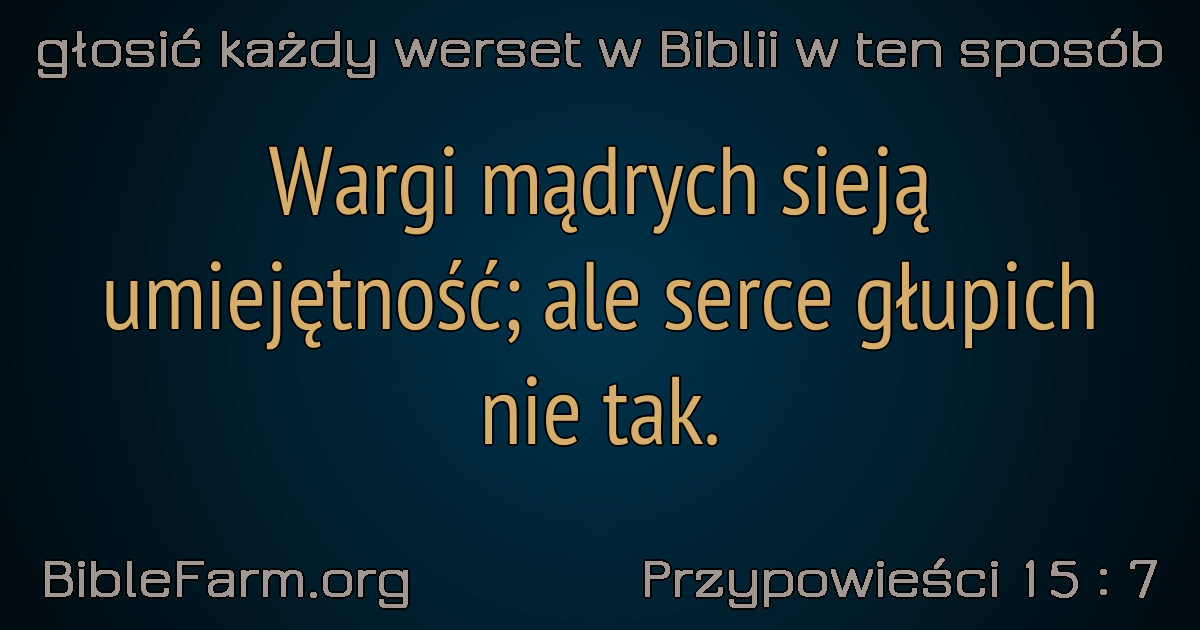 głosić każdy werset w Biblii w ten sposób
Wargi mądrych sieją
umiejętność; ale serce głupich
nie tak.
BibleFarm.org
Przypowieści 15 : 7